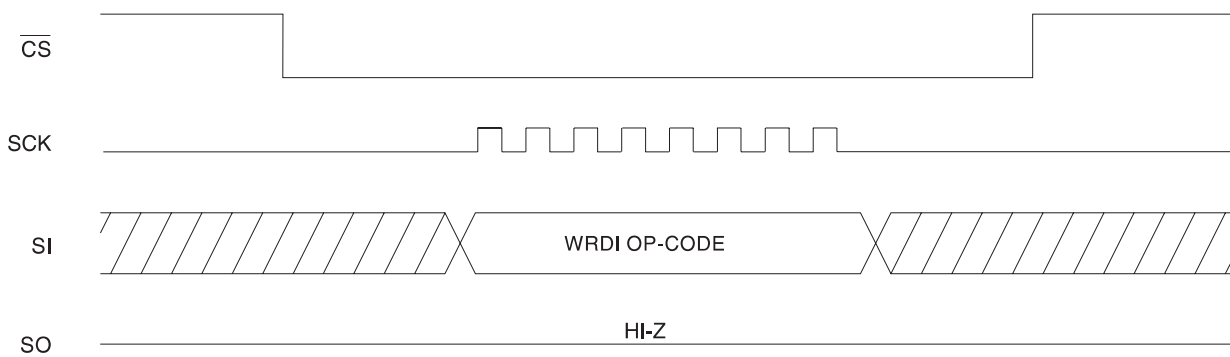 CS
SCK
SI
WRDI OP-CODE
HI-Z
SO